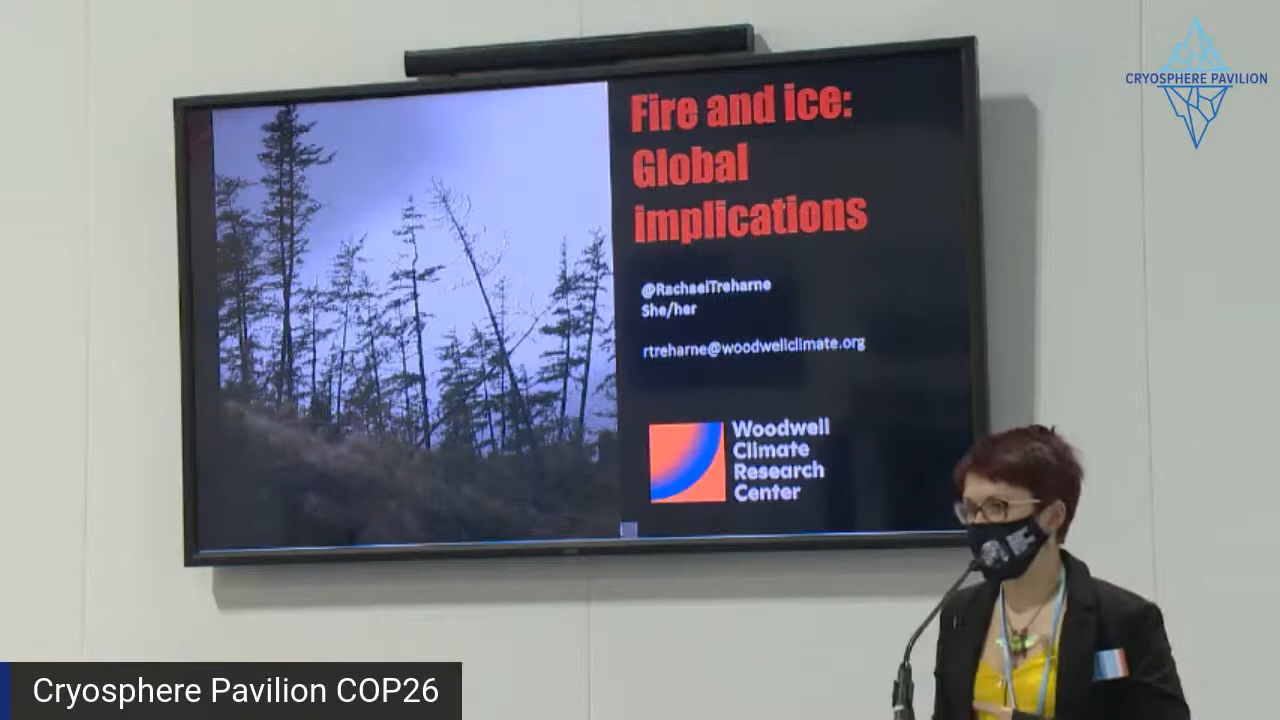 CRYOSPHERE PAVILION
Fire and ice:
Global
implications
@RachaelTreharne
She/her
rtreharne@woodwellclimate.org
Woodwell
Climate
Research
Center
Cryosphere Pavilion COP26